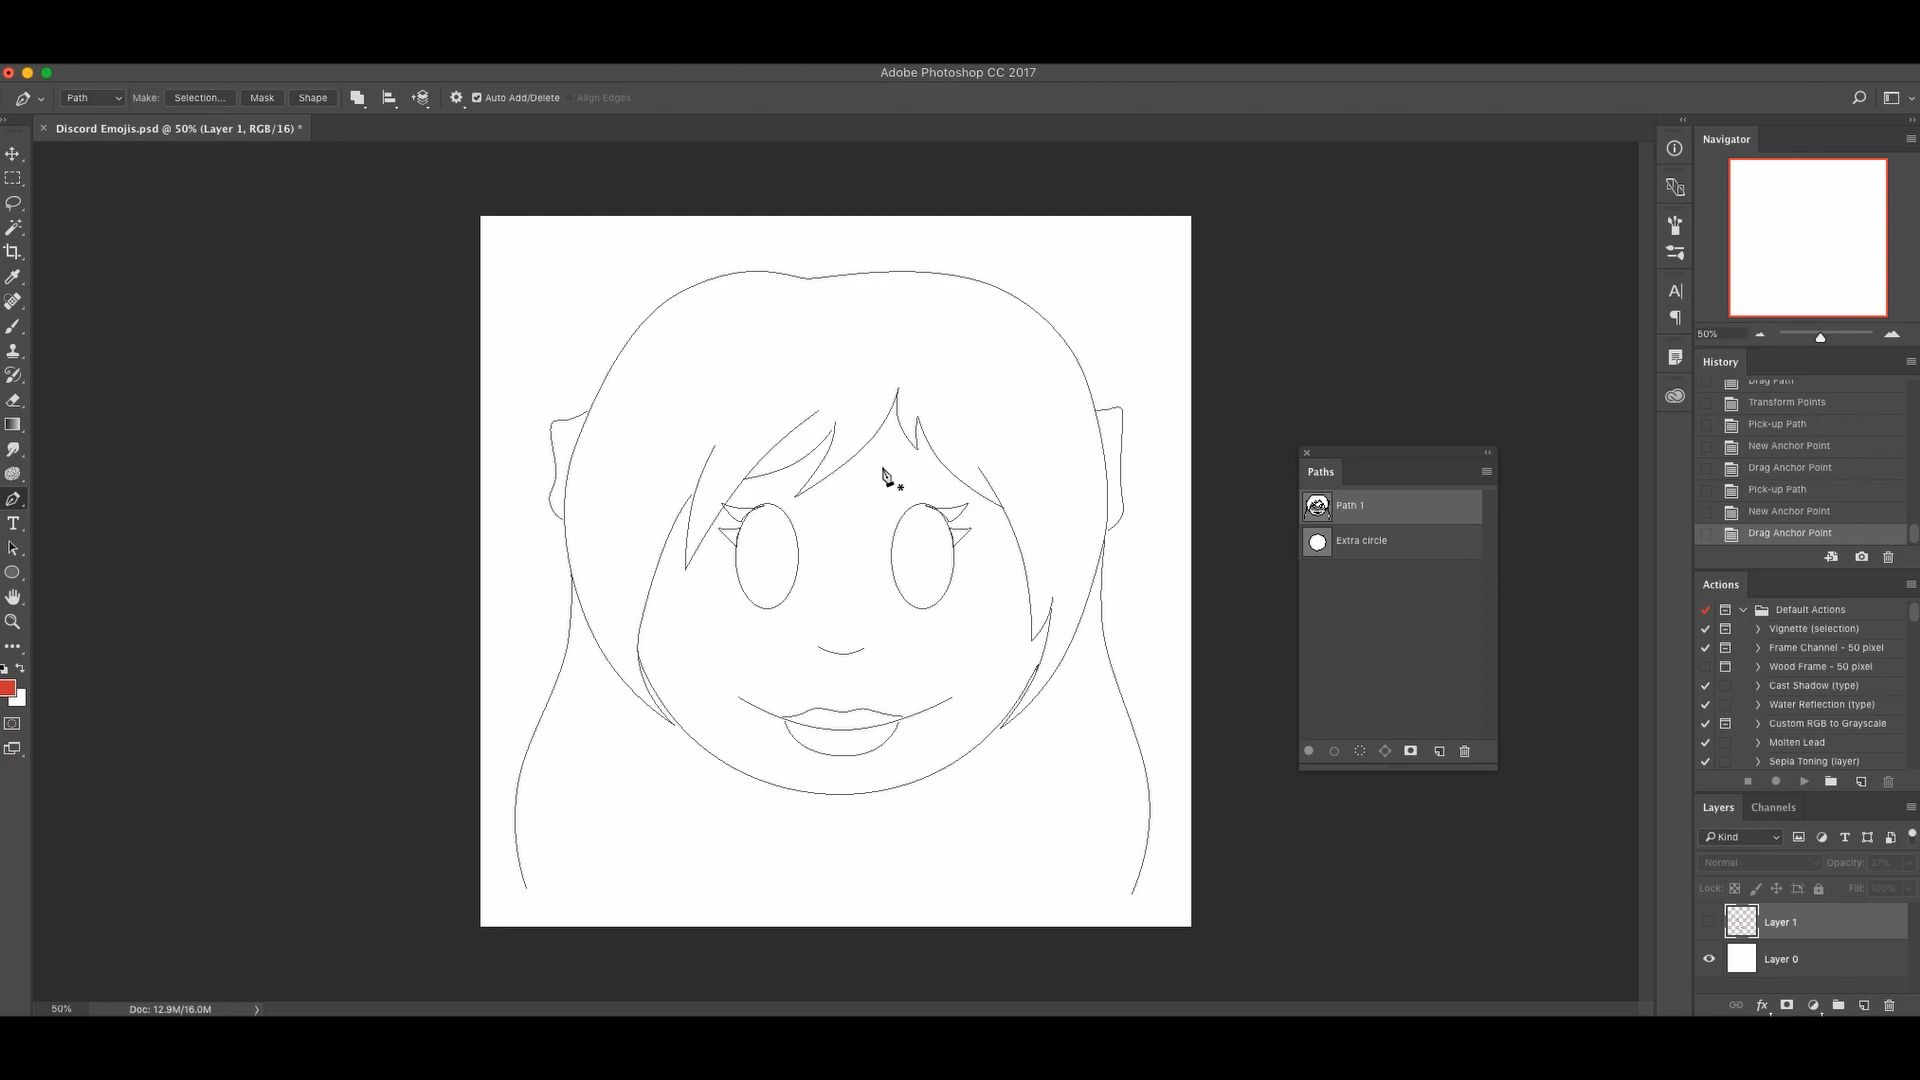 Adobe Photoshop CC 2017
Path
Make:
Selection...
Mask
Shape
Auto Add/Delete
Align Edges
Discord Emojis.psd @ 50% (Layer 1, RGB/16) *
Navigator
50%
History
Drag Path
Transform Points
Pick-up Path
New Anchor Point
Drag Anchor Point
Pick-up Path
New Anchor Point
Drag Anchor Point
Paths
Path 1
Extra circle
Actions
Default Actions
Vignette (selection)
Frame Channel - 50 pixel
Wood Frame - 50 pixel
Cast Shadow (type)
Water Reflection (type)
Custom RGB to Grayscale
Molten Lead
Sepia Toning (layer)
Layers Channels
Kind
Normal Opacity: 27%
Lock: Fill: 100%
Layer 1
Layer 0
50% Doc: 12.9M/16.0M